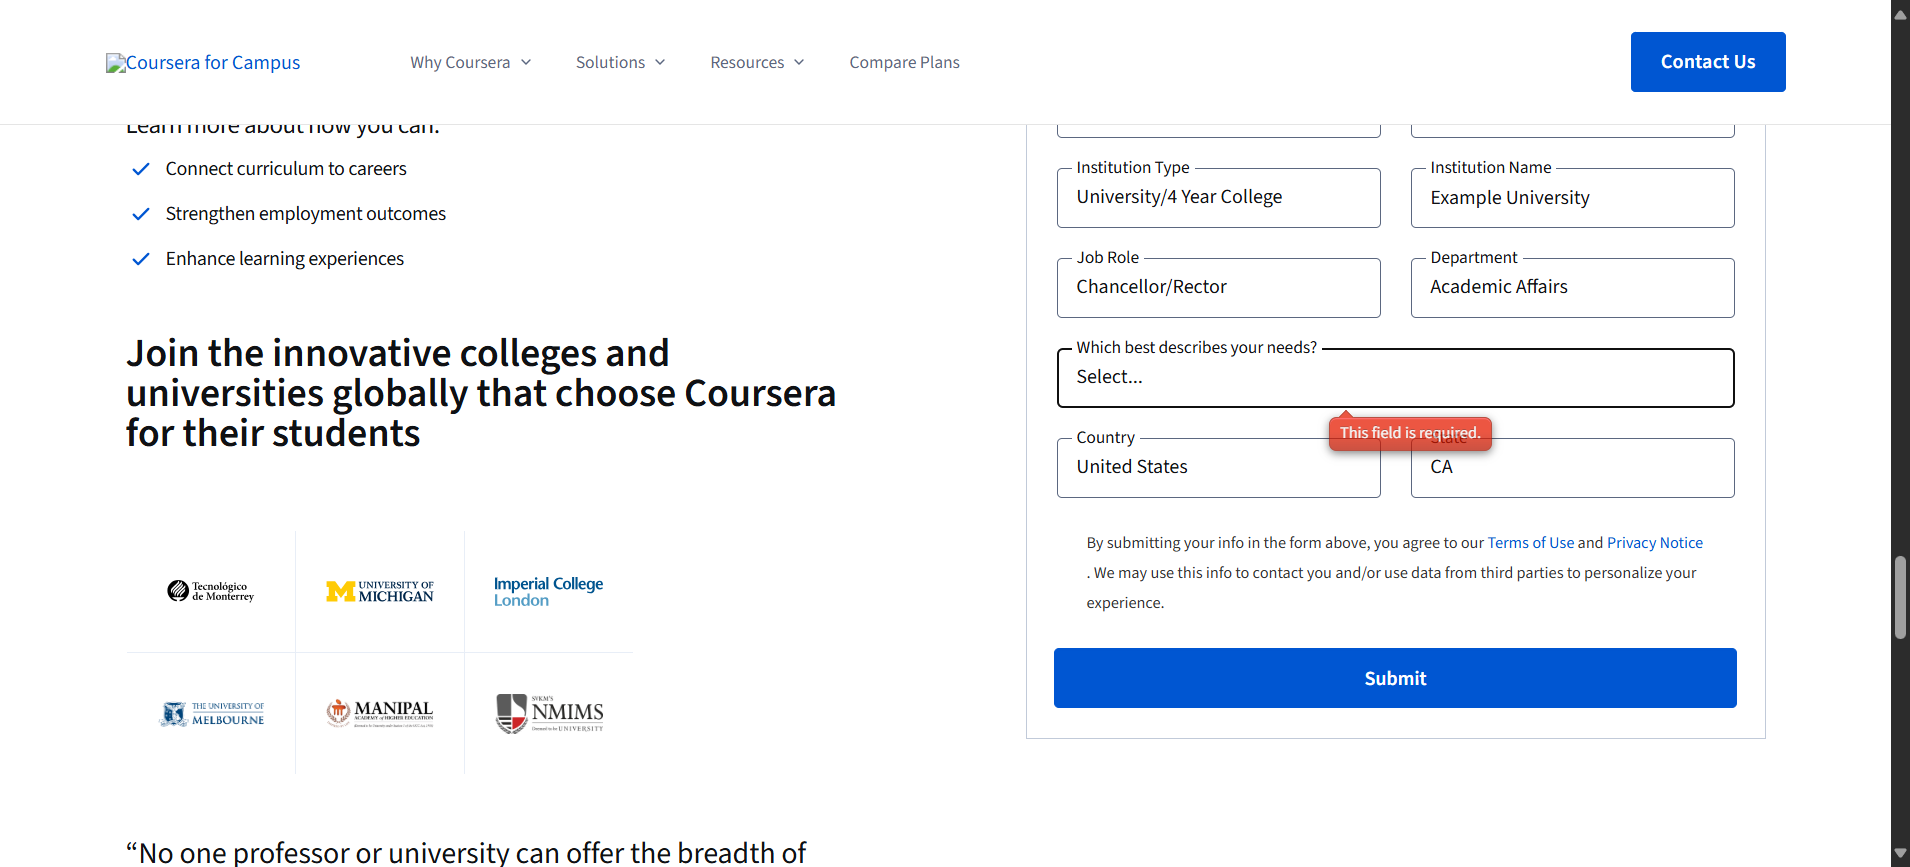 Coursera for Campus
Why Coursera
Solutions
Resources
Compare Plans
Contact Us
Learn more about how you can:
Connect curriculum to careers
Strengthen employment outcomes
Enhance learning experiences
Join the innovative colleges and
universities globally that choose Coursera
for their students
Tecnológico
de Monterrey
M UNIVERSITY OF
MICHIGAN
Imperial College
London
THE UNIVERSITY OF
MELBOURNE
MANIPAL
ACADEMY of HIGHER EDUCATION
SVKM'S
NMIMS
Deemed to be UNIVERSITY
“No one professor or university can offer the breadth of
Institution Type
University/4 Year College
Institution Name
Example University
Job Role
Chancellor/Rector
Department
Academic Affairs
Which best describes your needs?
Select...
This field is required.
Country
United States
State
CA
By submitting your info in the form above, you agree to our Terms of Use and Privacy Notice
. We may use this info to contact you and/or use data from third parties to personalize your
experience.
Submit